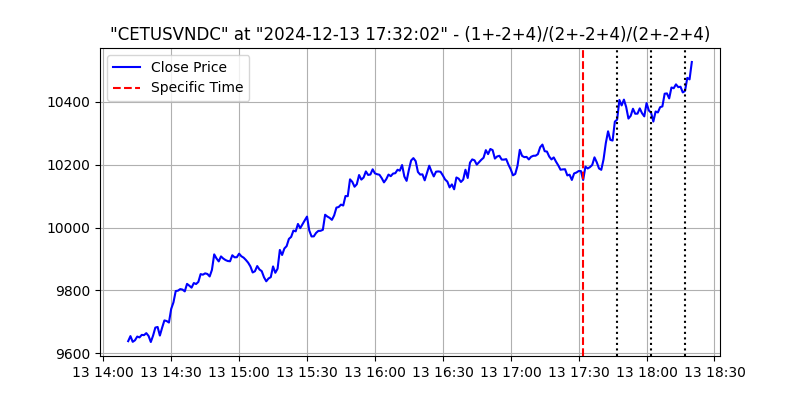 "CETUSVNDC" at "2024-12-13 17:32:02" - (1+-2+4)/(2+-2+4)/(2+-2+4)
Close Price
Specific Time
10400
10200
10000
9800
9600
13 14:00 13 14:30 13 15:00 13 15:30 13 16:00 13 16:30 13 17:00 13 17:30 13 18:00 13 18:30